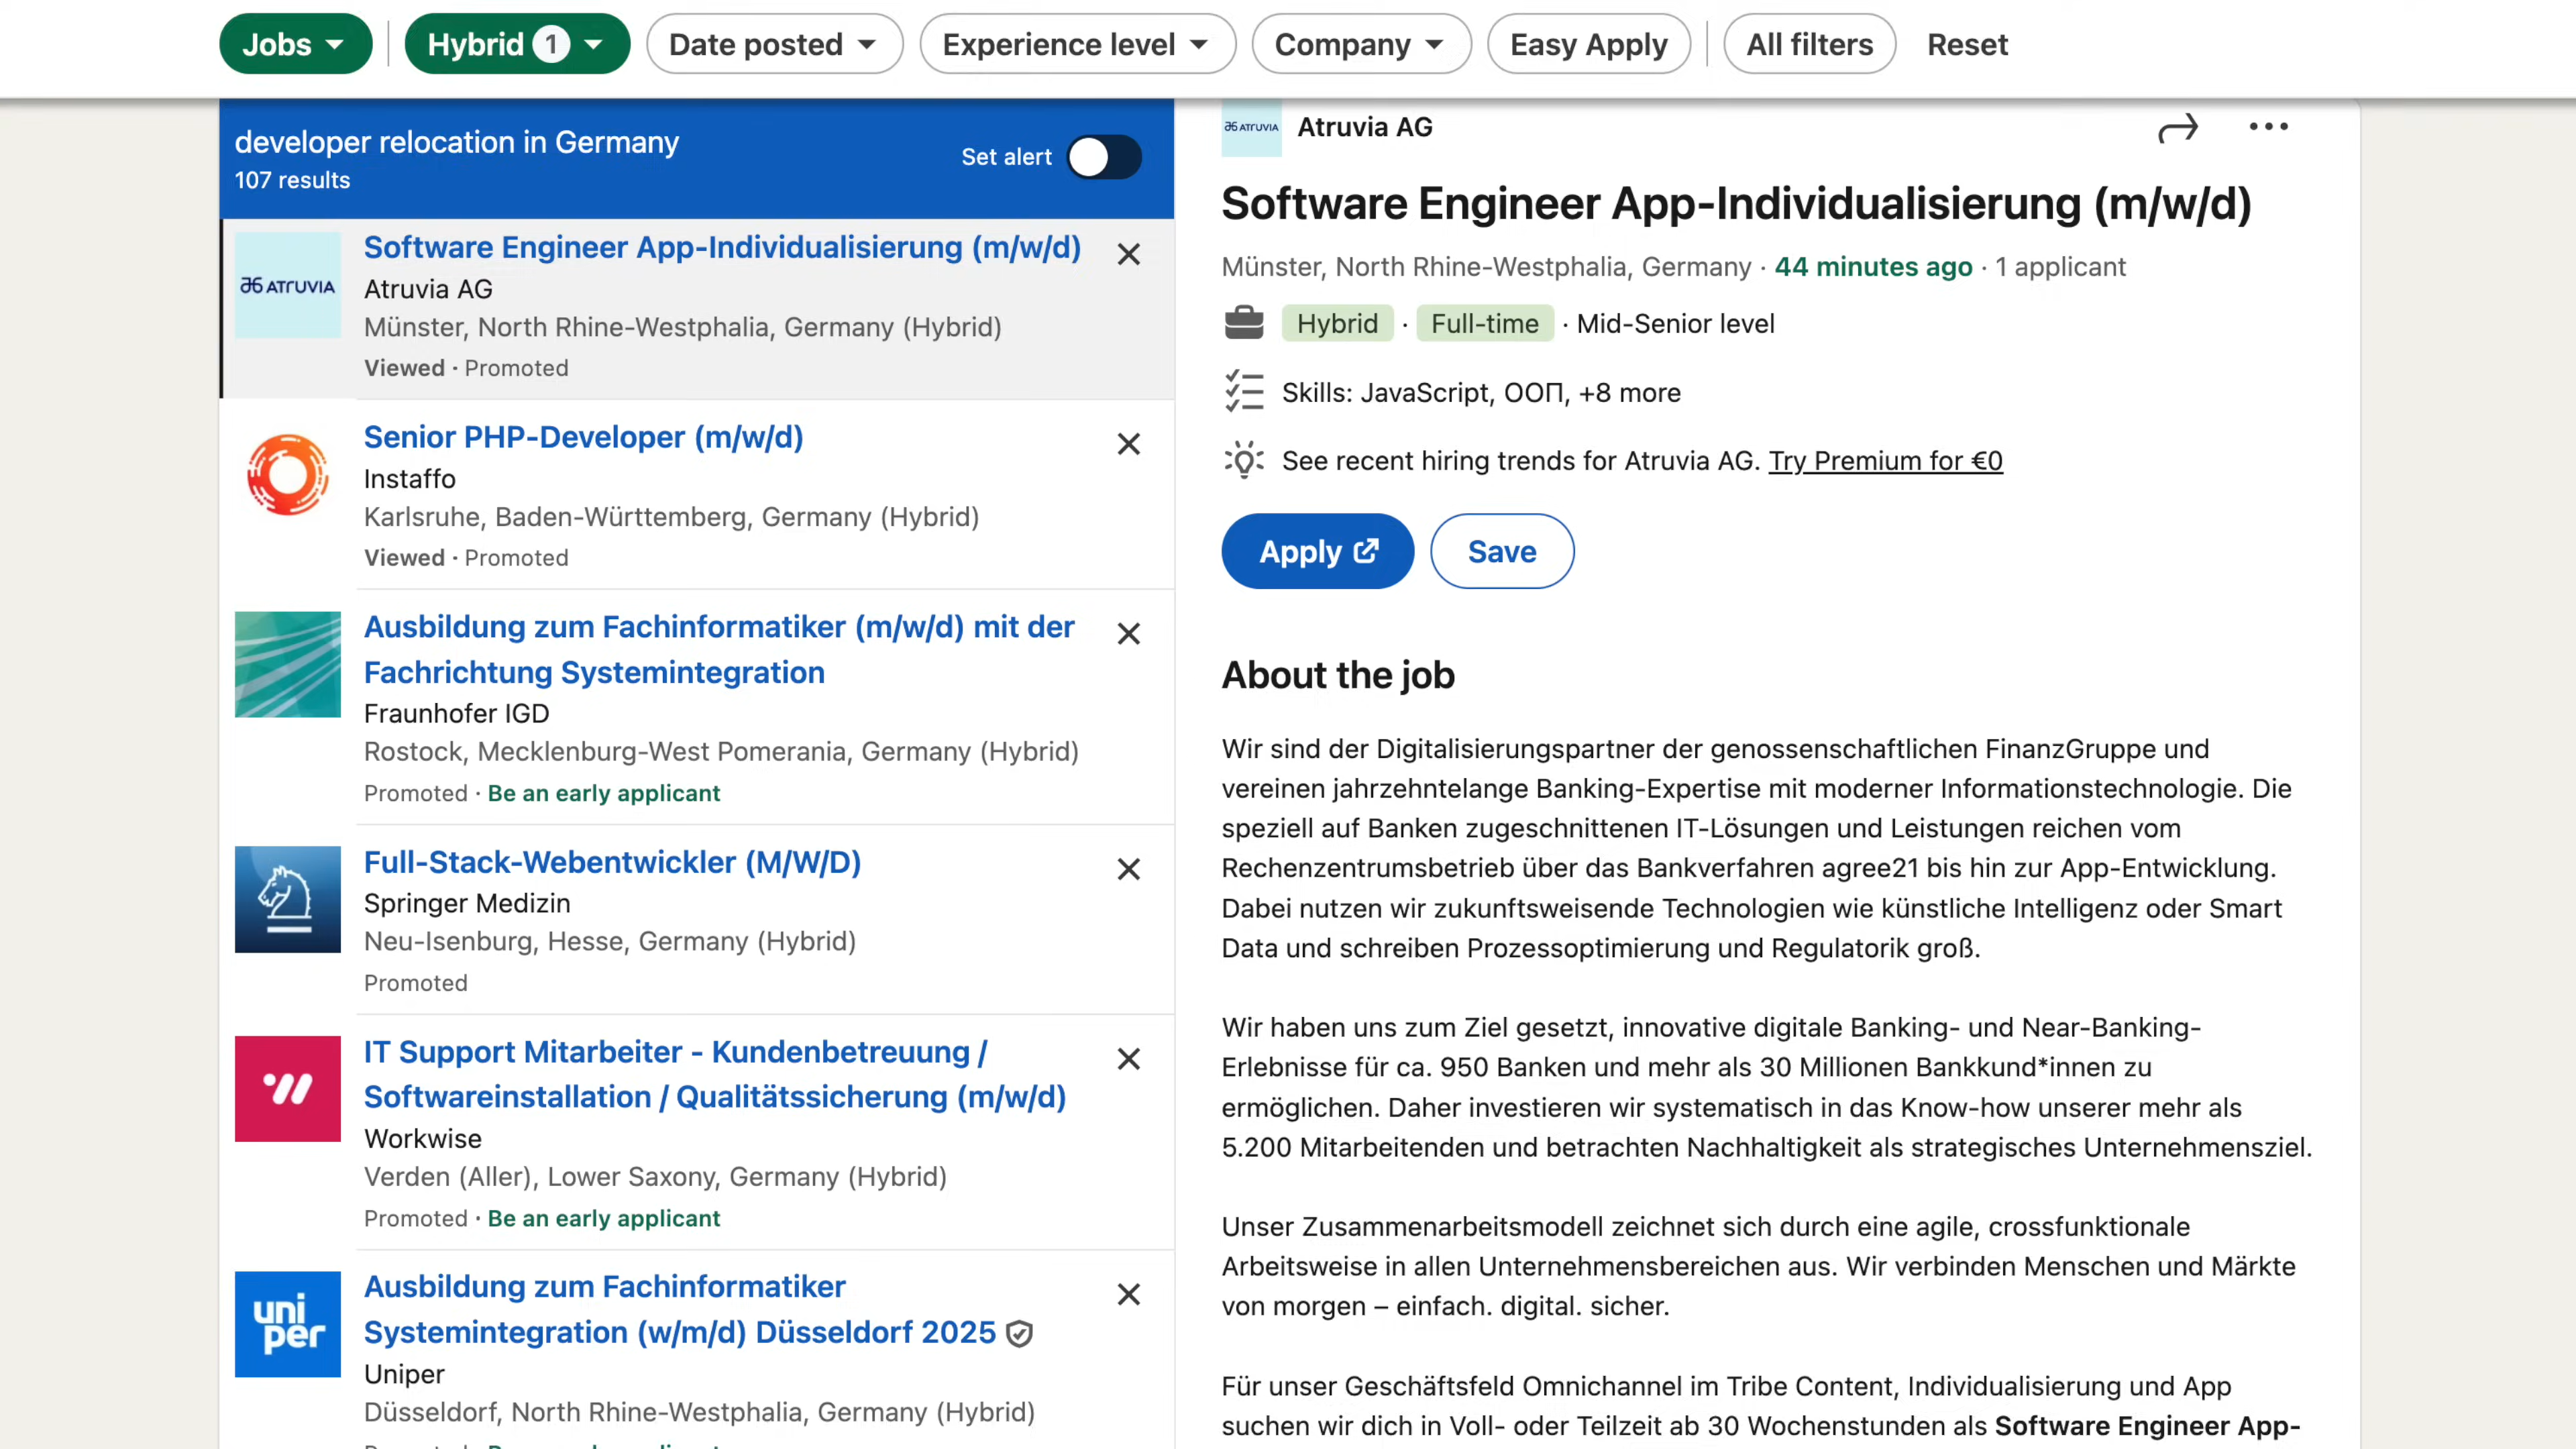 Jobs
Hybrid 1
Date posted
Experience level
Company
Easy Apply
All filters
Reset
developer relocation in Germany
107 results
Set alert
ATRUVIA
Software Engineer App-Individualisierung (m/w/d)
Atruvia AG
Münster, North Rhine-Westphalia, Germany (Hybrid)
Viewed · Promoted
Senior PHP-Developer (m/w/d)
Instaffo
Karlsruhe, Baden-Württemberg, Germany (Hybrid)
Viewed · Promoted
Ausbildung zum Fachinformatiker (m/w/d) mit der
Fachrichtung Systemintegration
Fraunhofer IGD
Rostock, Mecklenburg-West Pomerania, Germany (Hybrid)
Promoted · Be an early applicant
Full-Stack-Webentwickler (M/W/D)
Springer Medizin
Neu-Isenburg, Hesse, Germany (Hybrid)
Promoted
IT Support Mitarbeiter - Kundenbetreuung /
Softwareinstallation / Qualitätssicherung (m/w/d)
Workwise
Verden (Aller), Lower Saxony, Germany (Hybrid)
Promoted · Be an early applicant
uni
per
Ausbildung zum Fachinformatiker
Systemintegration (w/m/d) Düsseldorf 2025
Uniper
Düsseldorf, North Rhine-Westphalia, Germany (Hybrid)
ATRUVIA
Atruvia AG
Software Engineer App-Individualisierung (m/w/d)
Münster, North Rhine-Westphalia, Germany · 44 minutes ago · 1 applicant
Hybrid · Full-time · Mid-Senior level
Skills: JavaScript, ООП, +8 more
See recent hiring trends for Atruvia AG. Try Premium for €0
Apply
Save
About the job
Wir sind der Digitalisierungspartner der genossenschaftlichen FinanzGruppe und
vereinen jahrzehntelange Banking-Expertise mit moderner Informationstechnologie. Die
speziell auf Banken zugeschnittenen IT-Lösungen und Leistungen reichen vom
Rechenzentrumsbetrieb über das Bankverfahren agree21 bis hin zur App-Entwicklung.
Dabei nutzen wir zukunftsweisende Technologien wie künstliche Intelligenz oder Smart
Data und schreiben Prozessoptimierung und Regulatorik groß.
Wir haben uns zum Ziel gesetzt, innovative digitale Banking- und Near-Banking-
Erlebnisse für ca. 950 Banken und mehr als 30 Millionen Bankkund*innen zu
ermöglichen. Daher investieren wir systematisch in das Know-how unserer mehr als
5.200 Mitarbeitenden und betrachten Nachhaltigkeit als strategisches Unternehmensziel.
Unser Zusammenarbeitsmodell zeichnet sich durch eine agile, crossfunktionale
Arbeitsweise in allen Unternehmensbereichen aus. Wir verbinden Menschen und Märkte
von morgen – einfach. digital. sicher.
Für unser Geschäftsfeld Omnichannel im Tribe Content, Individualisierung und App
suchen wir dich in Voll- oder Teilzeit ab 30 Wochenstunden als Software Engineer App-